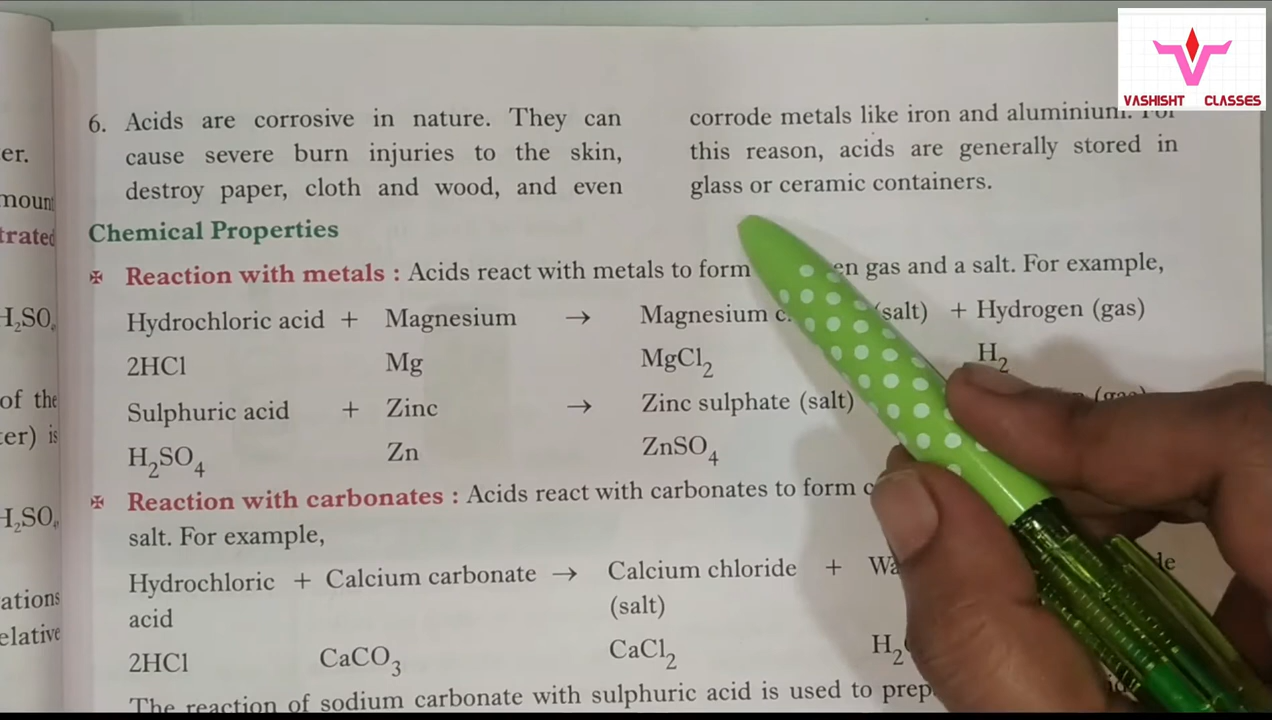 VASHISHT CLASSES
6. Acids are corrosive in nature. They can
cause severe burn injuries to the skin,
destroy paper, cloth and wood, and even
corrode metals like iron and aluminium. For
this reason, acids are generally stored in
glass or ceramic containers.
er.
mount
trated
H₂SO₄
of the
ter) is
H₂SO₄
ations
elative
Chemical Properties
✠ Reaction with metals : Acids react with metals to form en gas and a salt. For example,
Hydrochloric acid + Magnesium → Magnesium c (salt) + Hydrogen (gas)
2HCl Mg MgCl₂ H₂
Sulphuric acid + Zinc → Zinc sulphate (salt) (gas)
H₂SO₄ Zn ZnSO₄
✠ Reaction with carbonates : Acids react with carbonates to form c
salt. For example,
Hydrochloric + Calcium carbonate → Calcium chloride + Wa de
acid (salt)
2HCl CaCO₃ CaCl₂ H₂
The reaction of sodium carbonate with sulphuric acid is used to prep